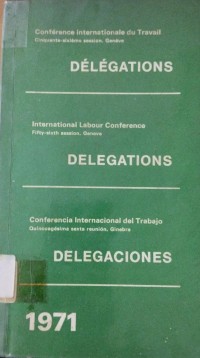 Conférence Internationale du Travail
Cinquante-sixième session, Genève
DÉLÉGATIONS
International Labour Conference
Fifty-sixth session, Geneva
DELEGATIONS
Conferencia Internacional del Trabajo
Quincuagésima sexta reunión, Ginebra
DELEGACIONES
1971